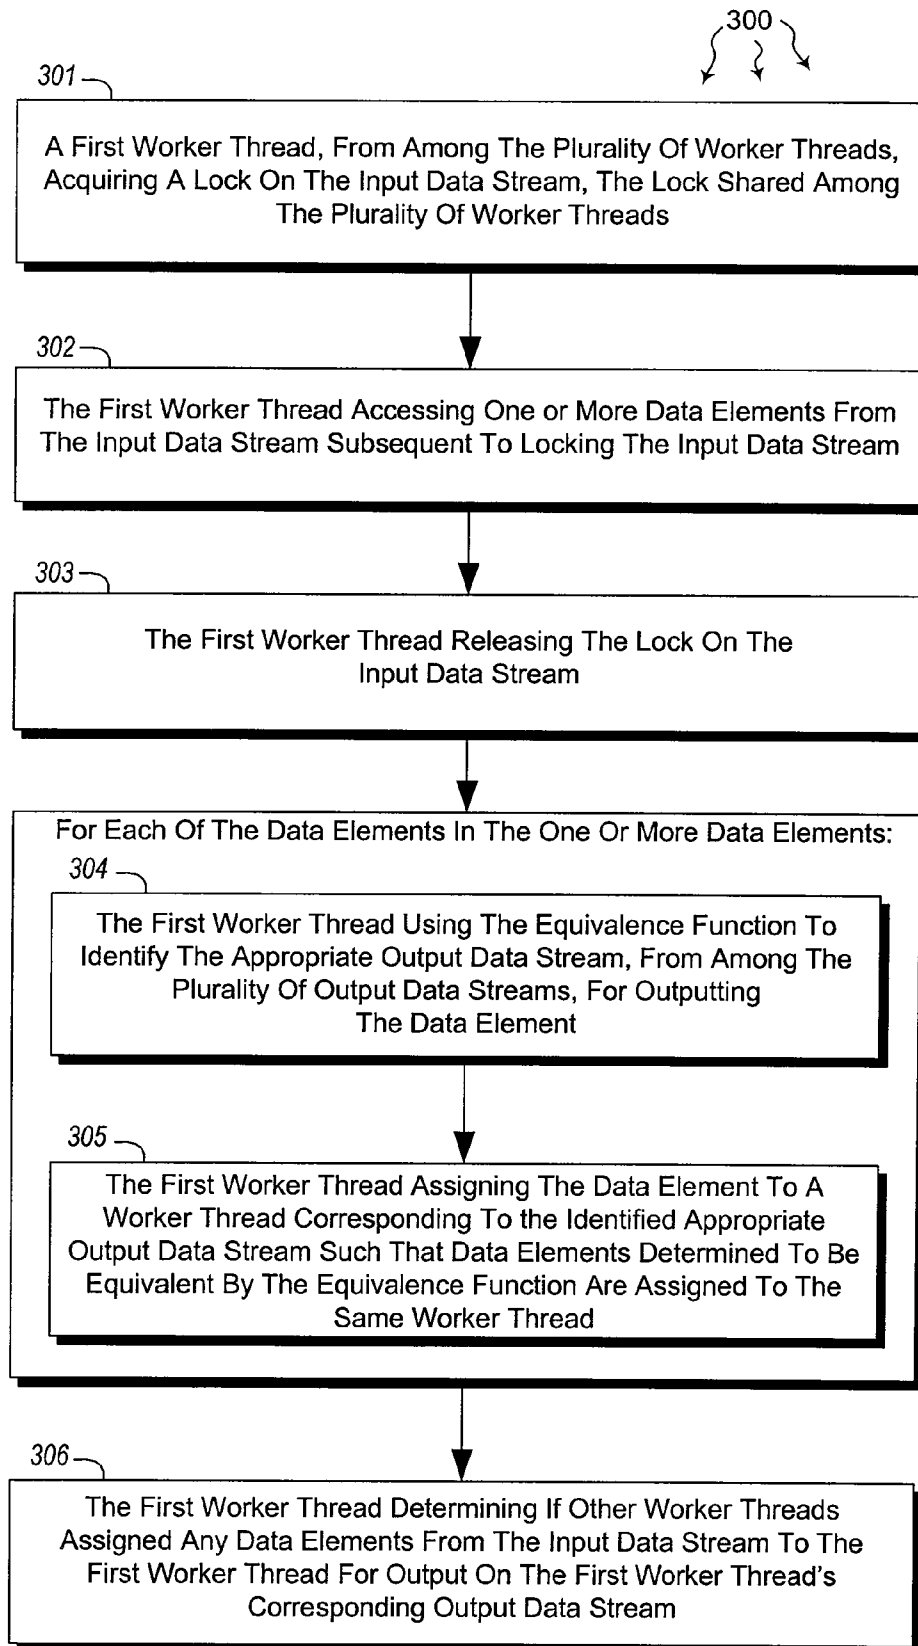 300
301
A First Worker Thread, From Among The Plurality Of Worker Threads,
Acquiring A Lock On The Input Data Stream, The Lock Shared Among
The Plurality Of Worker Threads
302
The First Worker Thread Accessing One or More Data Elements From
The Input Data Stream Subsequent To Locking The Input Data Stream
303
The First Worker Thread Releasing The Lock On The
Input Data Stream
For Each Of The Data Elements In The One Or More Data Elements:
304
The First Worker Thread Using The Equivalence Function To
Identify The Appropriate Output Data Stream, From Among The
Plurality Of Output Data Streams, For Outputting
The Data Element
305
The First Worker Thread Assigning The Data Element To A
Worker Thread Corresponding To the Identified Appropriate
Output Data Stream Such That Data Elements Determined To Be
Equivalent By The Equivalence Function Are Assigned To The
Same Worker Thread
306
The First Worker Thread Determining If Other Worker Threads
Assigned Any Data Elements From The Input Data Stream To The
First Worker Thread For Output On The First Worker Thread's
Corresponding Output Data Stream